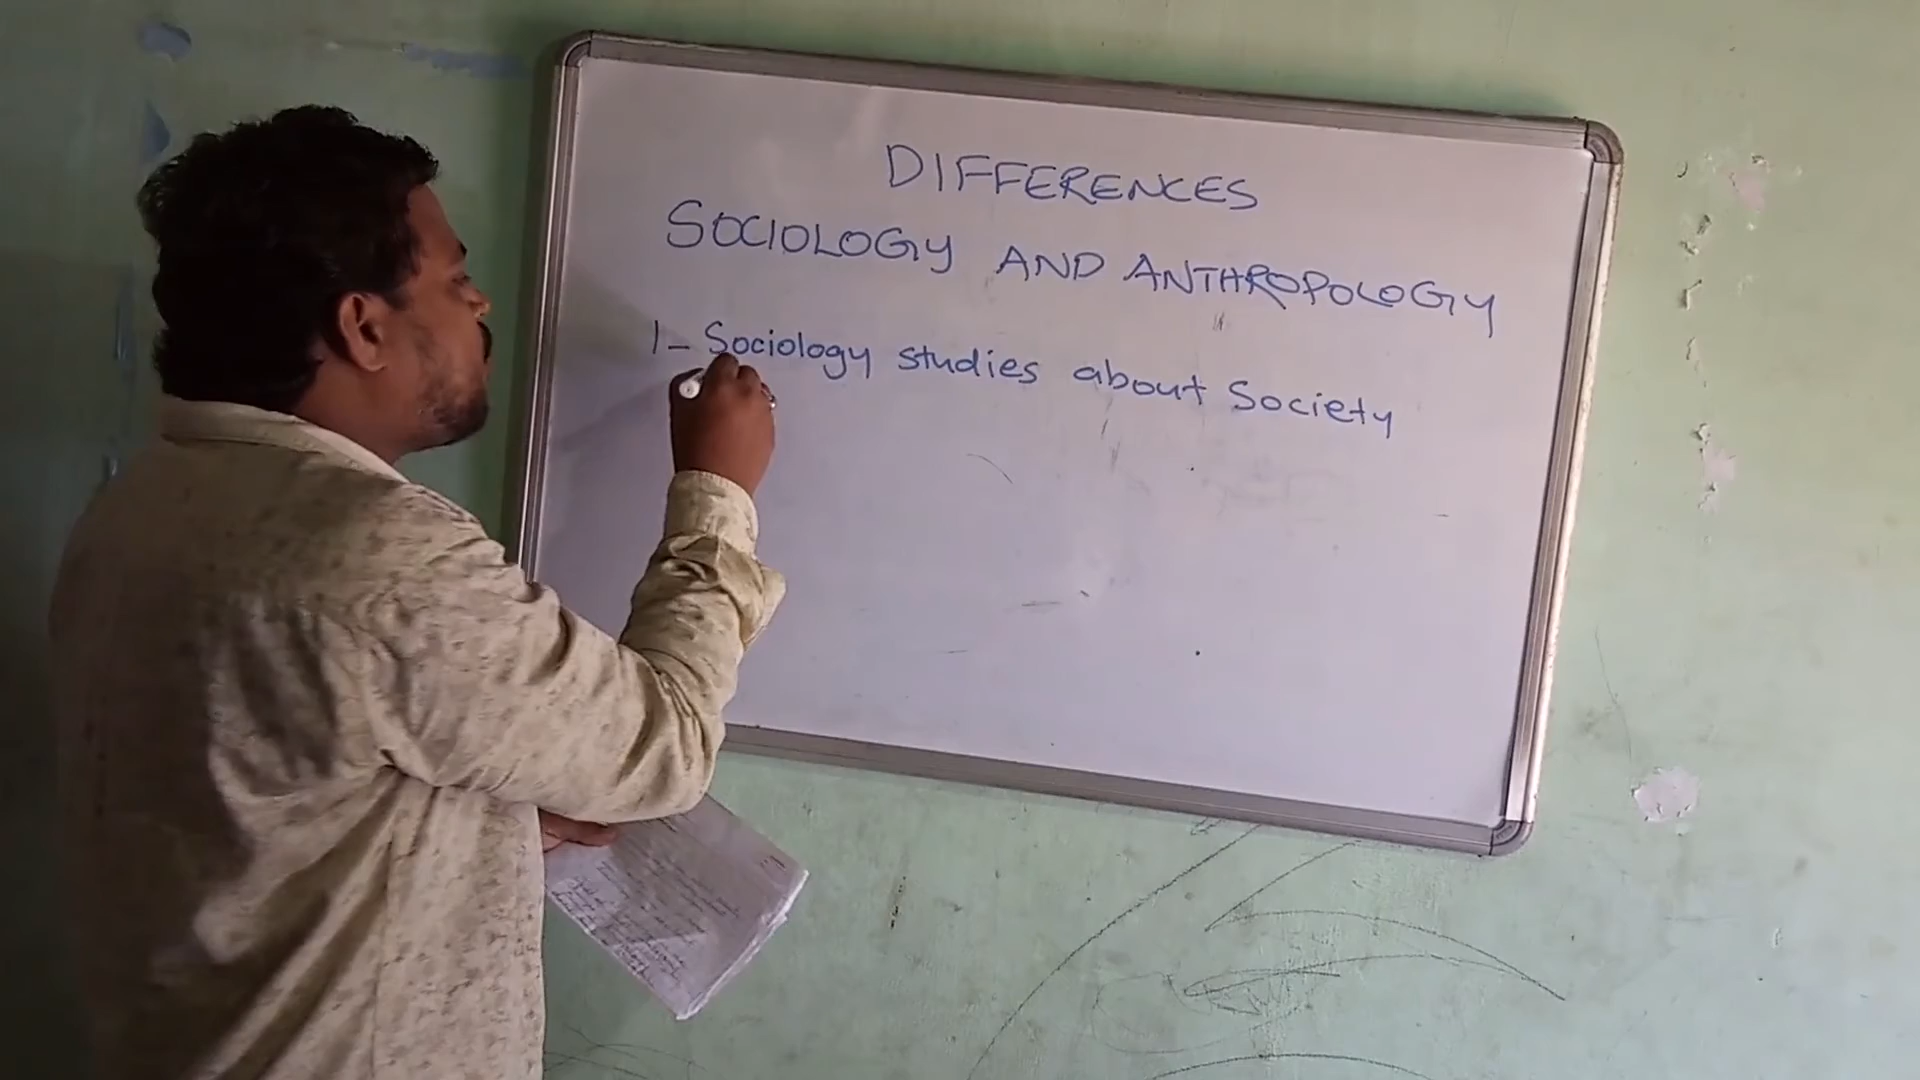 DIFFERENCES
SOCIOLOGY AND ANTHROPOLOGY
1- Sociology studies about Society